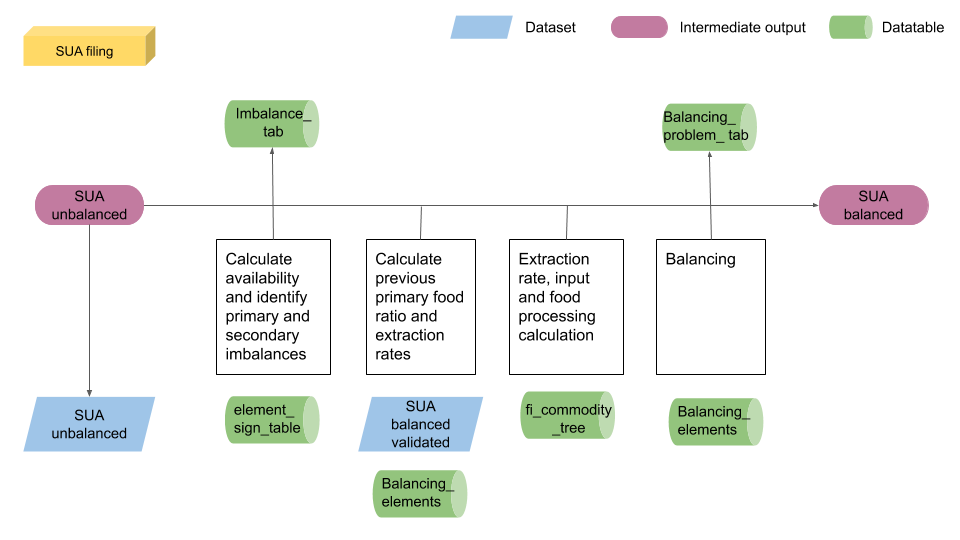 Dataset
Intermediate output
Datatable
SUA filing
Imbalance_
tab
Balancing_
problem_ tab
SUA
unbalanced
SUA
balanced
Calculate
availability
and identify
primary and
secondary
imbalances
Calculate
previous
primary food
ratio and
extraction
rates
Extraction
rate, input
and food
processing
calculation
Balancing
SUA
unbalanced
element_
sign_table
SUA
balanced
validated
fi_commodity
_tree
Balancing_
elements
Balancing_
elements